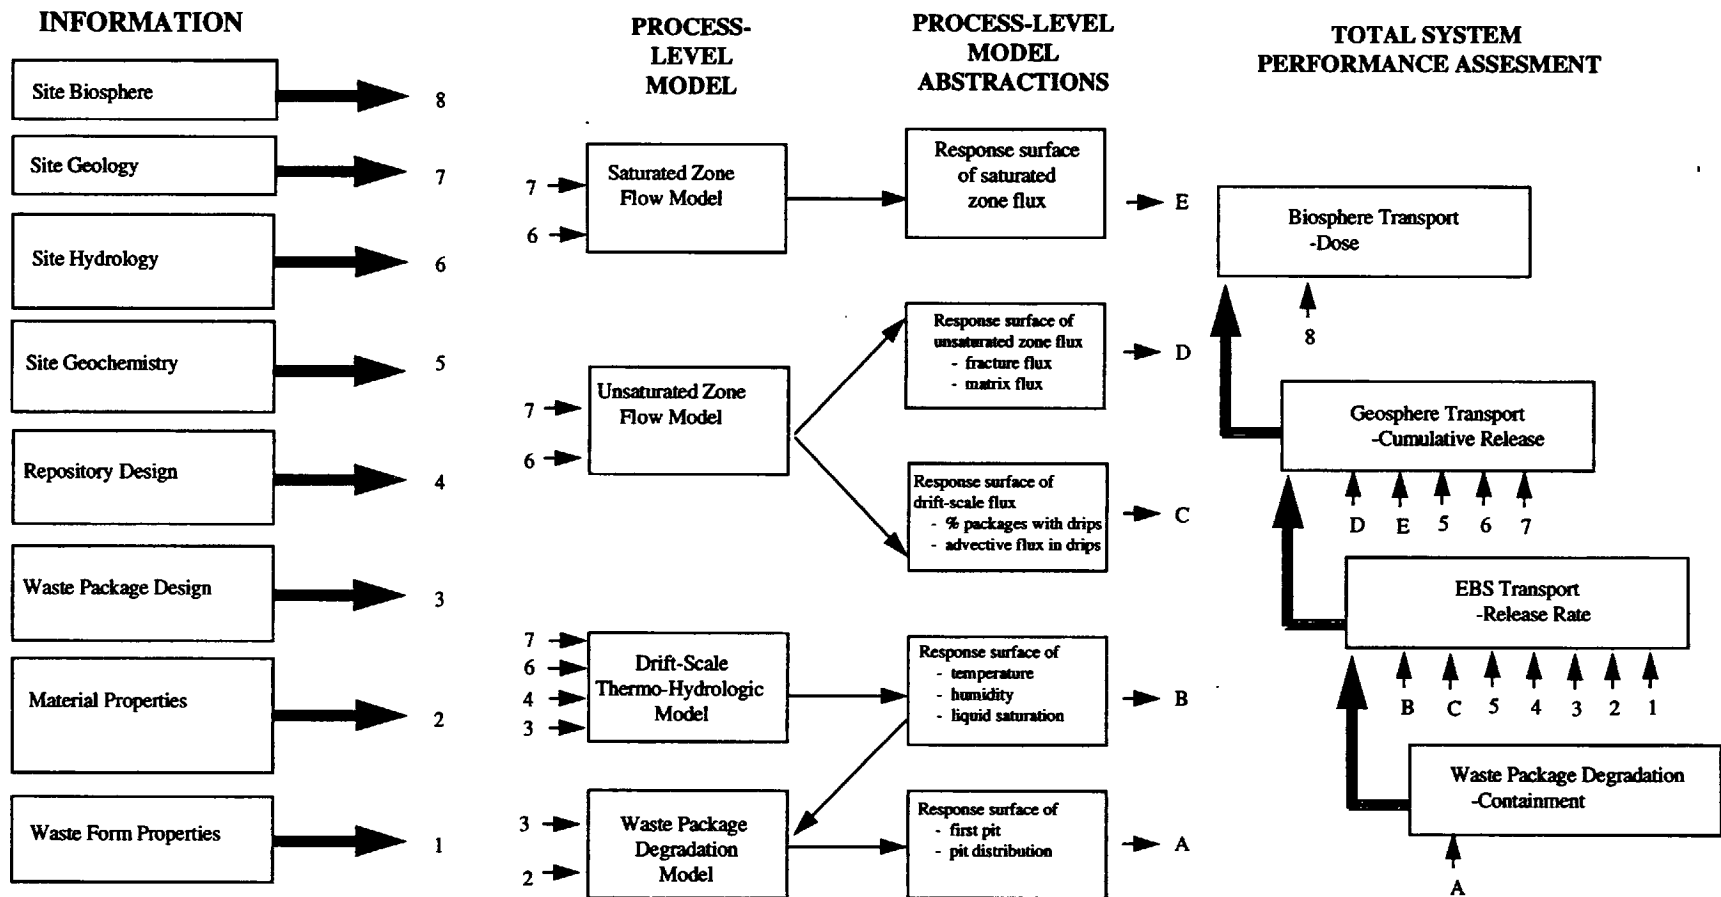 INFORMATION
Site Biosphere
8
Site Geology
7
Site Hydrology
6
Site Geochemistry
5
Repository Design
4
Waste Package Design
3
Material Properties
2
Waste Form Properties
1
PROCESS-
LEVEL
MODEL
7
6
Saturated Zone
Flow Model
7
6
Unsaturated Zone
Flow Model
7
6
4
3
Drift-Scale
Thermo-Hydrologic
Model
3
2
Waste Package
Degradation
Model
PROCESS-LEVEL
MODEL
ABSTRACTIONS
Response surface
of saturated
zone flux
E
Response surface of
unsaturated zone flux
- fracture flux
- matrix flux
D
Response surface of
drift-scale flux
- % packages with drips
- advective flux in drips
C
Response surface of
- temperature
- humidity
- liquid saturation
B
Response surface of
- first pit
- pit distribution
A
TOTAL SYSTEM
PERFORMANCE ASSESMENT
Biosphere Transport
-Dose
8
Geosphere Transport
-Cumulative Release
D E 5 6 7
EBS Transport
-Release Rate
B C 5 4 3 2 1
Waste Package Degradation
-Containment
A